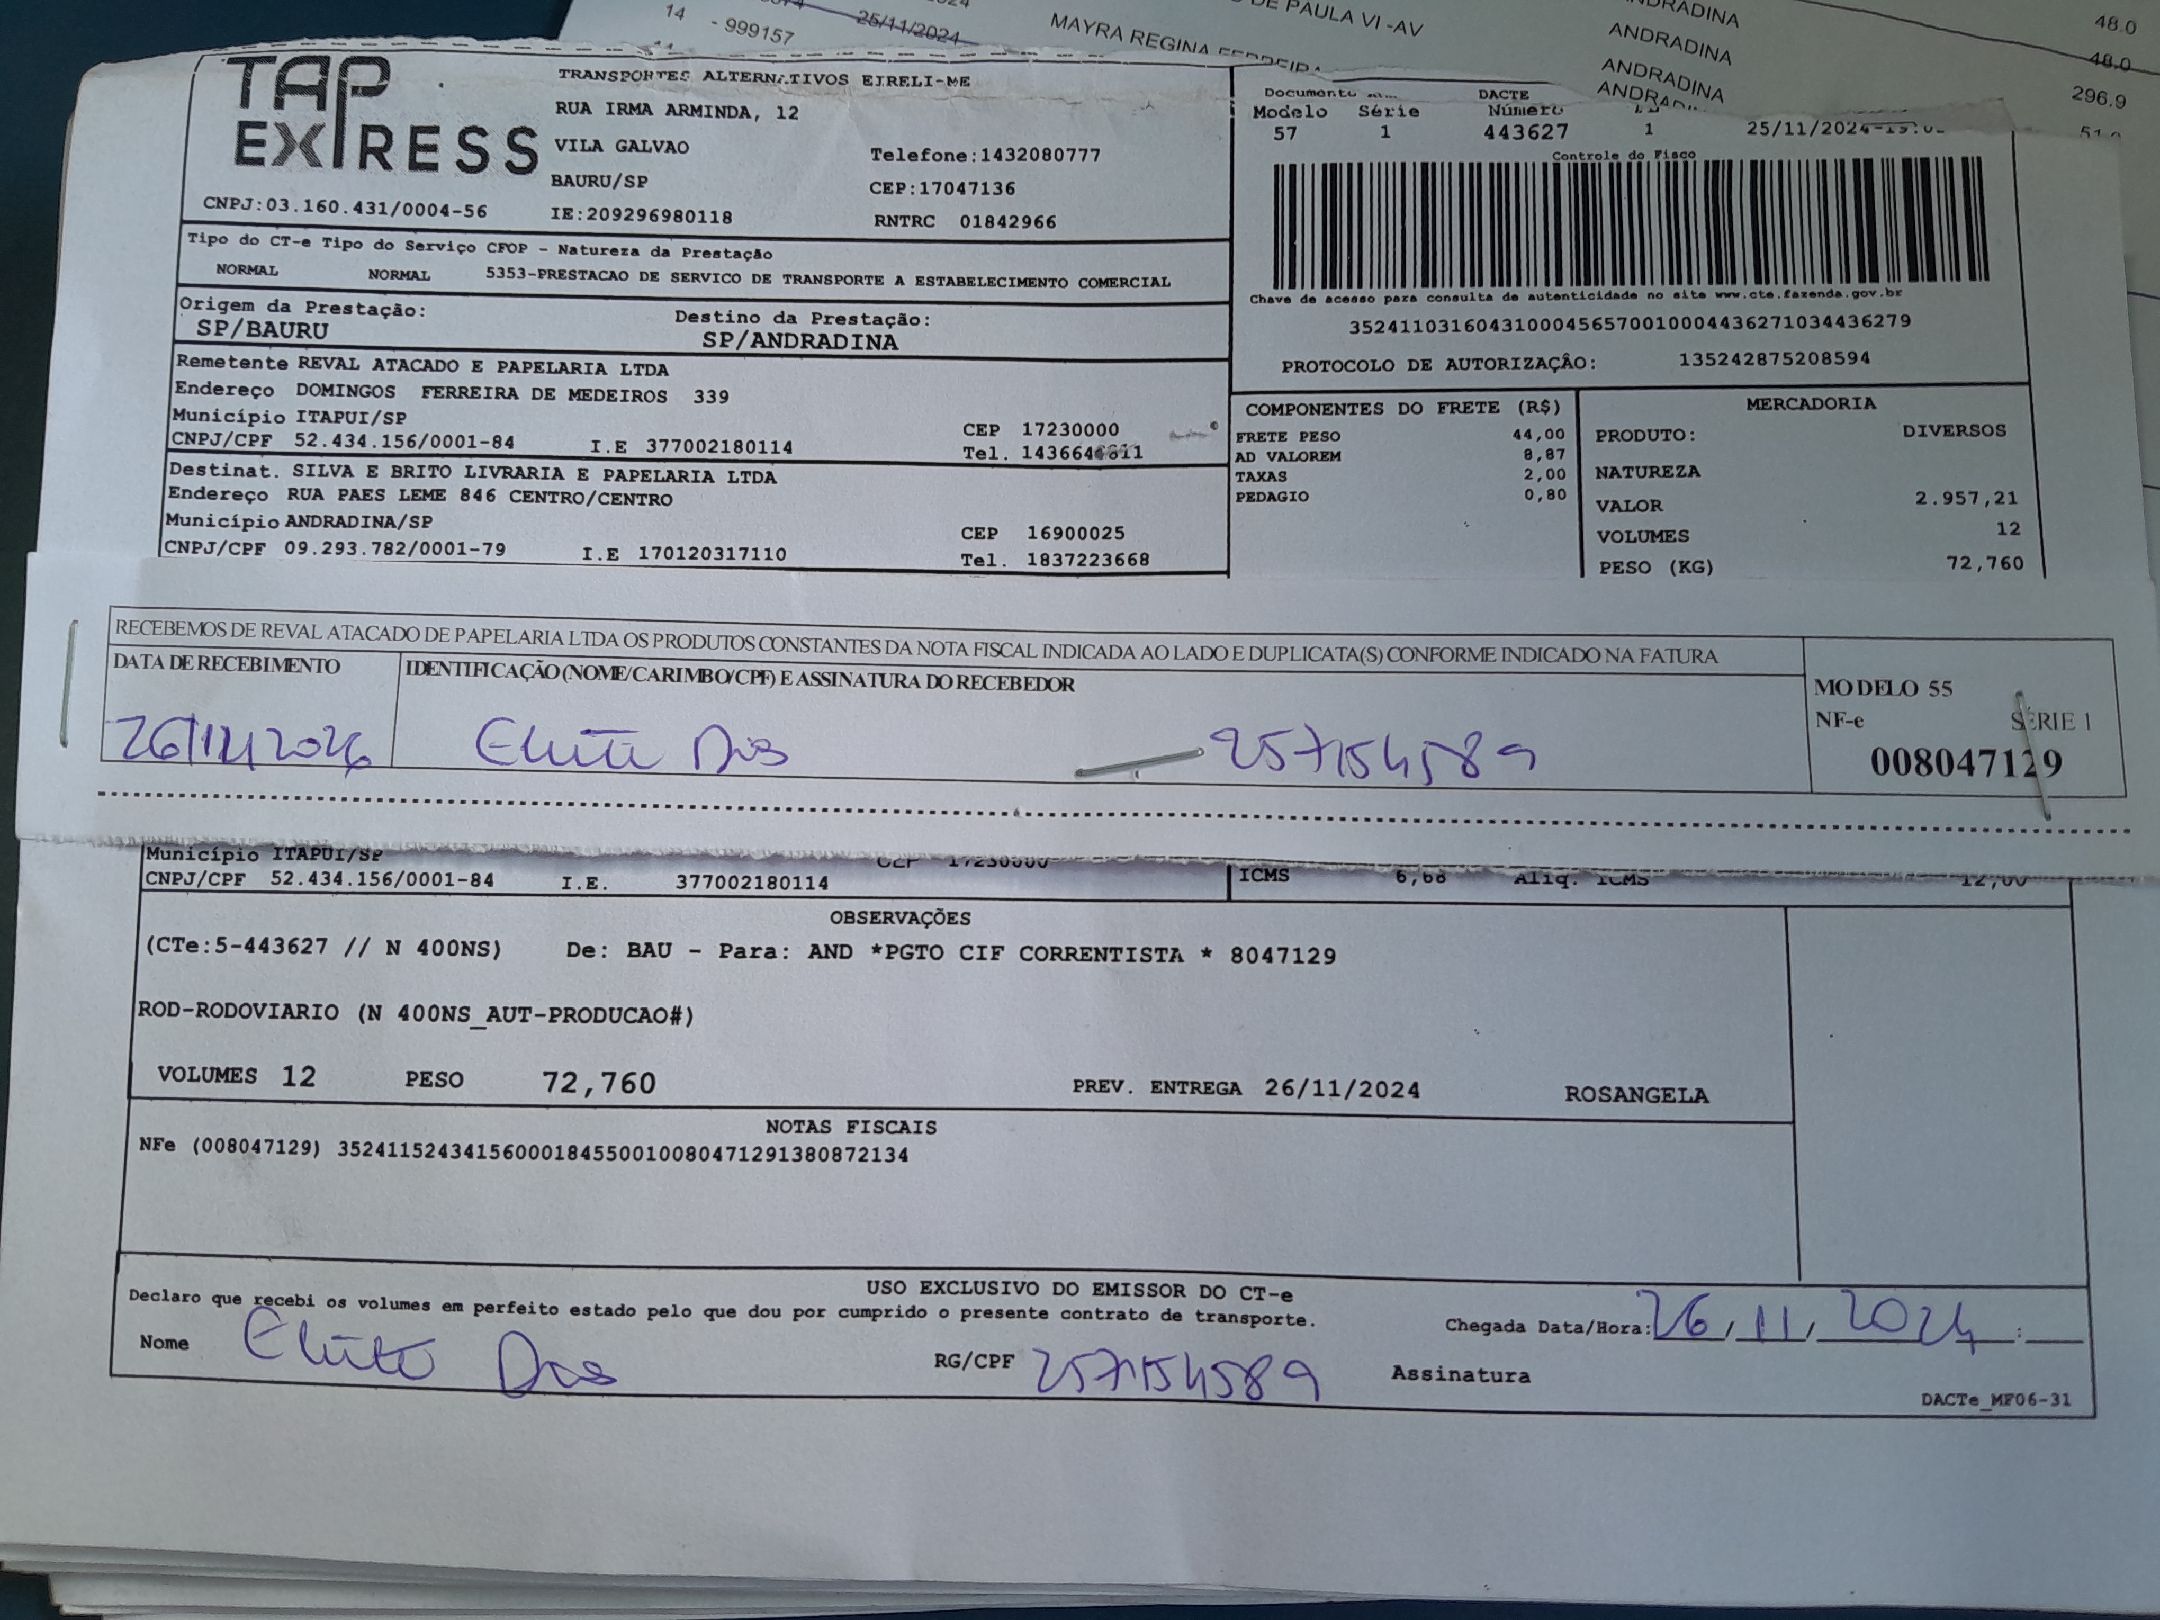 14 - 999157 25/11/2024 MAYRA REGINA DE PAULA VI -AV ANDRADINA 48.0
ANDRADINA 48.0
ANDRADINA 296.9
TAP EXPRESS
TRANSPORTES ALTERNATIVOS EIRELI-ME
RUA IRMA ARMINDA, 12
VILA GALVAO Telefone:1432080777
BAURU/SP CEP:17047136
CNPJ:03.160.431/0004-56 IE:209296980118 RNTRC 01842966
Documento DACTE
Modelo Série Número
57 1 443627 1 25/11/2024
Controle do Fisco
Chave de acesso para consulta de autenticidade no site www.cte.fazenda.gov.br
35241103160431000456570010004436271034436279
PROTOCOLO DE AUTORIZAÇÂO: 135242875208594
Tipo do CT-e Tipo do Serviço CFOP - Natureza da Prestação
NORMAL NORMAL 5353-PRESTACAO DE SERVICO DE TRANSPORTE A ESTABELECIMENTO COMERCIAL
Origem da Prestação: Destino da Prestação:
SP/BAURU SP/ANDRADINA
Remetente REVAL ATACADO E PAPELARIA LTDA
Endereço DOMINGOS FERREIRA DE MEDEIROS 339
Município ITAPUI/SP CEP 17230000
CNPJ/CPF 52.434.156/0001-84 I.E 377002180114 Tel.
Destinat. SILVA E BRITO LIVRARIA E PAPELARIA LTDA
Endereço RUA PAES LEME 846 CENTRO/CENTRO
Município ANDRADINA/SP CEP 16900025
CNPJ/CPF 09.293.782/0001-79 I.E 170120317110 Tel. 1837223668
COMPONENTES DO FRETE (R$)
FRETE PESO 44,00
AD VALOREM 8,87
TAXAS 2,00
PEDAGIO 0,80
MERCADORIA
PRODUTO: DIVERSOS
NATUREZA
VALOR 2.957,21
VOLUMES 12
PESO (KG) 72,760
RECEBEMOS DE REVAL ATACADO DE PAPELARIA LTDA OS PRODUTOS CONSTANTES DA NOTA FISCAL INDICADA AO LADO E DUPLICATA(S) CONFORME INDICADO NA FATURA
DATA DE RECEBIMENTO IDENTIFICAÇÃO (NOME/CARIMBO/CPF) E ASSINATURA DO RECEBEDOR
257154589
MODELO 55
NF-e SÉRIE 1
008047129
Município ITAPUI/SP CEP 17230000
CNPJ/CPF 52.434.156/0001-84 I.E. 377002180114
ICMS 6,68 Aliq. ICMS 12,00
OBSERVAÇÕES
(CTe:5-443627 // N 400NS) De: BAU - Para: AND *PGTO CIF CORRENTISTA * 8047129
ROD-RODOVIARIO (N 400NS_AUT-PRODUCAO#)
VOLUMES 12 PESO 72,760 PREV. ENTREGA 26/11/2024 ROSANGELA
NOTAS FISCAIS
NFe (008047129) 35241152434156000184550010080471291380872134
USO EXCLUSIVO DO EMISSOR DO CT-e
Declaro que recebi os volumes em perfeito estado pelo que dou por cumprido o presente contrato de transporte.
Chegada Data/Hora: 26/11/2024 :
Nome RG/CPF 257154589 Assinatura
DACTe_MF06-31